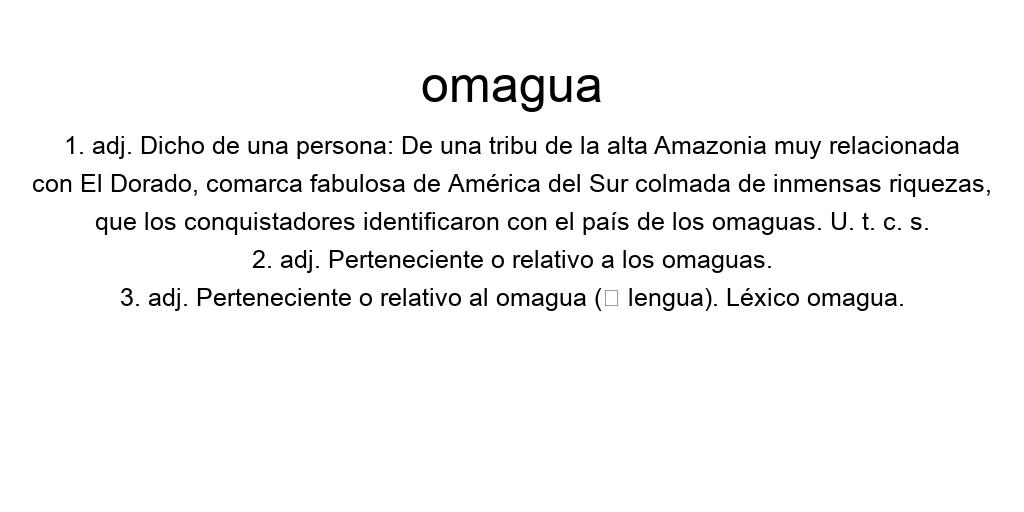 omagua
1. adj. Dicho de una persona: De una tribu de la alta Amazonia muy relacionada
con El Dorado, comarca fabulosa de América del Sur colmada de inmensas riquezas,
que los conquistadores identificaron con el país de los omaguas. U. t. c. s.
2. adj. Perteneciente o relativo a los omaguas.
3. adj. Perteneciente o relativo al omagua (□ lengua). Léxico omagua.